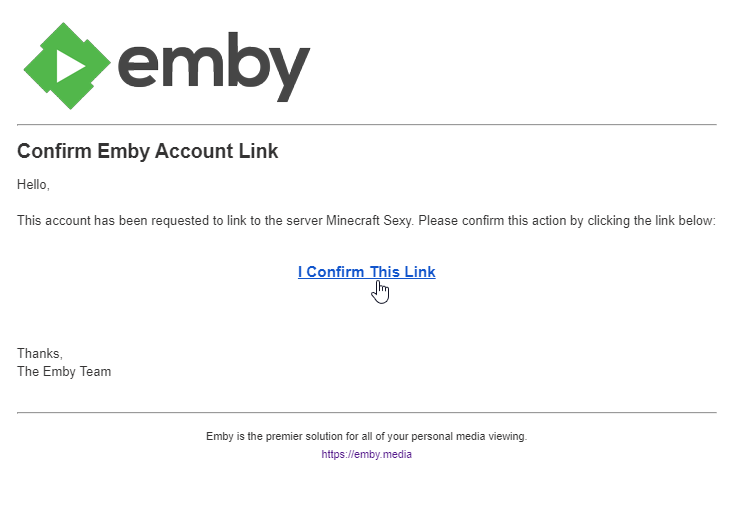 emby
Confirm Emby Account Link
Hello,
This account has been requested to link to the server Minecraft Sexy. Please confirm this action by clicking the link below:
I Confirm This Link
Thanks,
The Emby Team
Emby is the premier solution for all of your personal media viewing.
https://emby.media